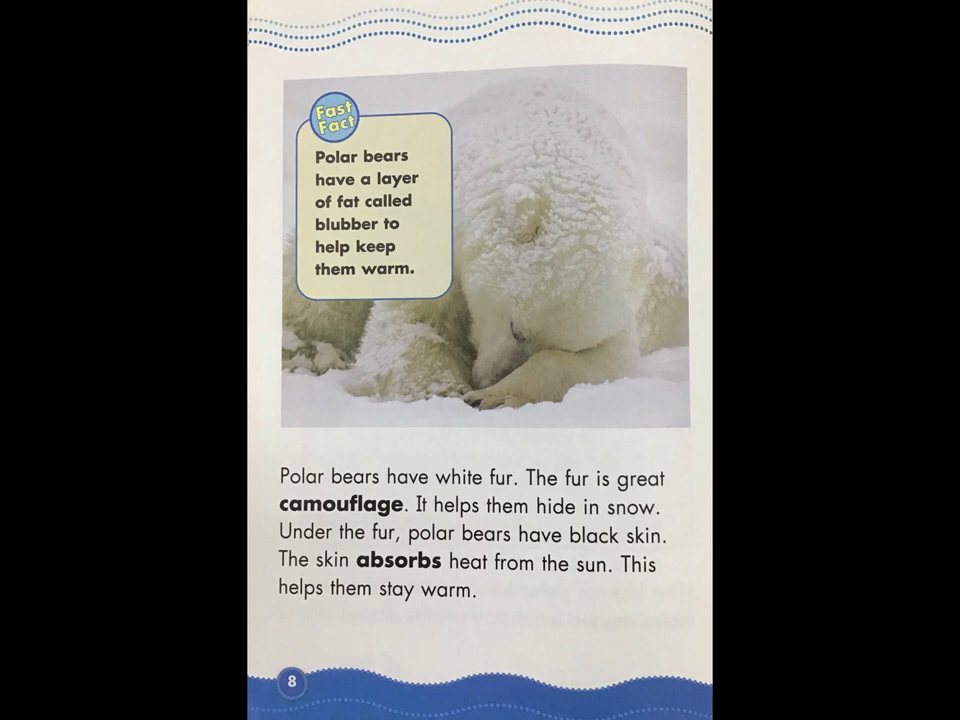 Fast
Fact
Polar bears
have a layer
of fat called
blubber to
help keep
them warm.
Polar bears have white fur. The fur is great
camouflage. It helps them hide in snow.
Under the fur, polar bears have black skin.
The skin absorbs heat from the sun. This
helps them stay warm.
8